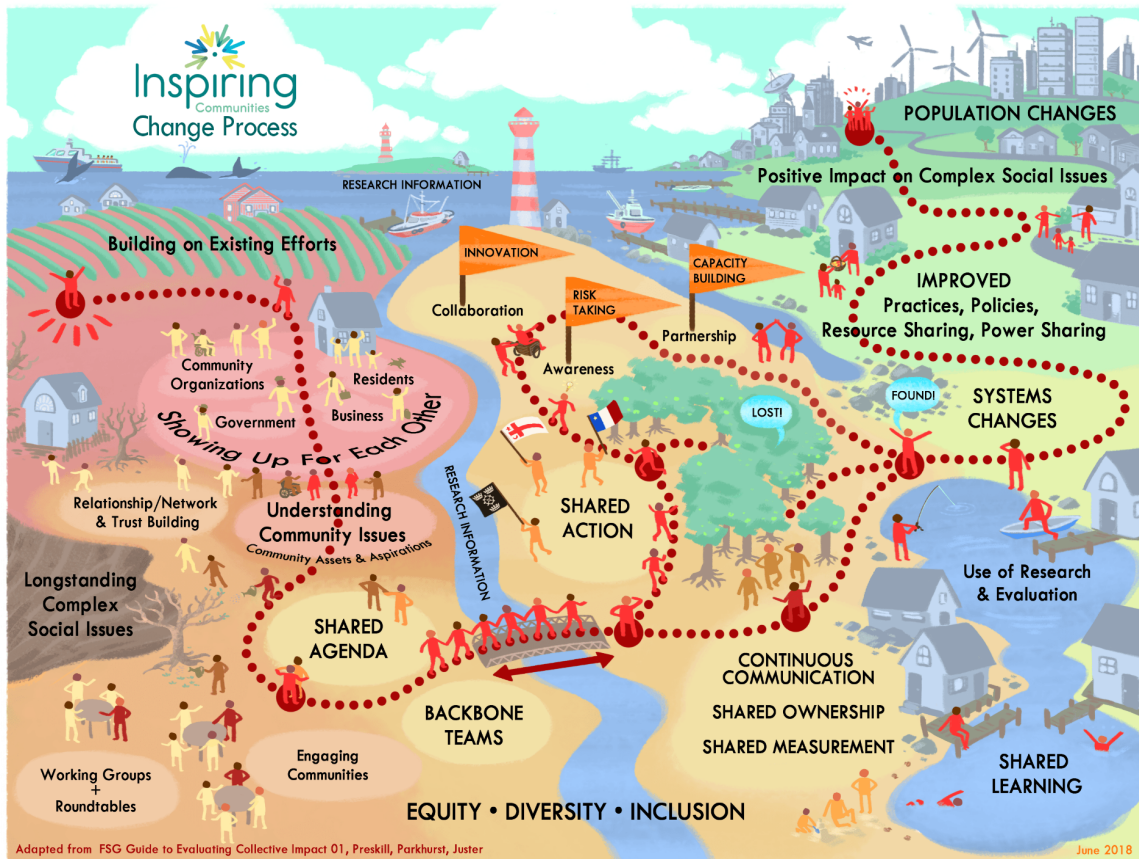 Inspiring
Communities
Change Process
RESEARCH INFORMATION
POPULATION CHANGES
Positive Impact on Complex Social Issues
Building on Existing Efforts
INNOVATION
Collaboration
RISK
TAKING
Awareness
CAPACITY
BUILDING
Partnership
IMPROVED
Practices, Policies,
Resource Sharing, Power Sharing
Community
Organizations
Residents
Government
Business
Showing Up For Each Other
LOST!
FOUND!
SYSTEMS
CHANGES
Relationship/Network
& Trust Building
Understanding
Community Issues
Community Assets & Aspirations
RESEARCH INFORMATION
SHARED
ACTION
Longstanding
Complex
Social Issues
Use of Research
& Evaluation
SHARED
AGENDA
BACKBONE
TEAMS
CONTINUOUS
COMMUNICATION
SHARED OWNERSHIP
SHARED MEASUREMENT
Working Groups
+
Roundtables
Engaging
Communities
SHARED
LEARNING
EQUITY • DIVERSITY • INCLUSION
Adapted from FSG Guide to Evaluating Collective Impact 01, Preskill, Parkhurst, Juster
June 2018